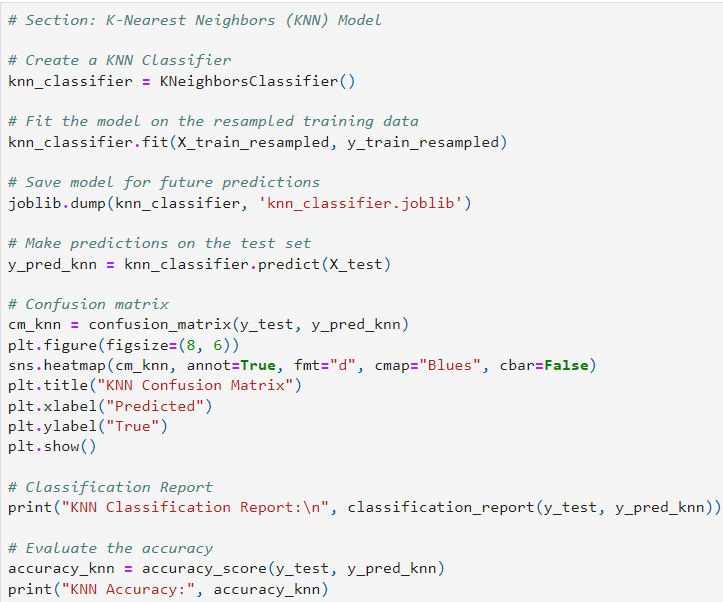 # Section: K-Nearest Neighbors (KNN) Model
# Create a KNN Classifier
knn_classifier = KNeighborsClassifier()
# Fit the model on the resampled training data
knn_classifier.fit(X_train_resampled, y_train_resampled)
# Save model for future predictions
joblib.dump(knn_classifier, 'knn_classifier.joblib')
# Make predictions on the test set
y_pred_knn = knn_classifier.predict(X_test)
# Confusion matrix
cm_knn = confusion_matrix(y_test, y_pred_knn)
plt.figure(figsize=(8, 6))
sns.heatmap(cm_knn, annot=True, fmt="d", cmap="Blues", cbar=False)
plt.title("KNN Confusion Matrix")
plt.xlabel("Predicted")
plt.ylabel("True")
plt.show()
# Classification Report
print("KNN Classification Report:\n", classification_report(y_test, y_pred_knn))
# Evaluate the accuracy
accuracy_knn = accuracy_score(y_test, y_pred_knn)
print("KNN Accuracy:", accuracy_knn)